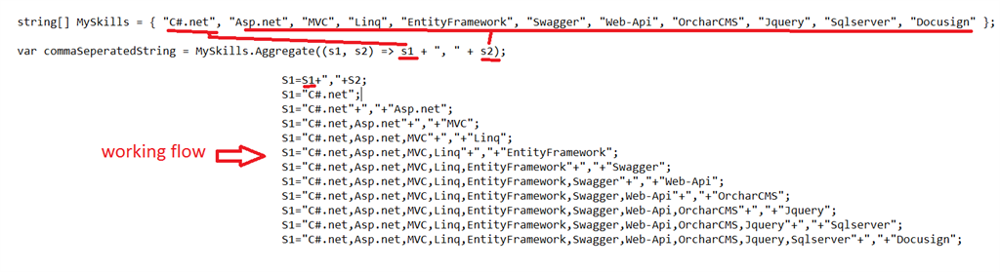 string[] MySkills = { "C#.net", "Asp.net", "MVC", "Linq", "EntityFramework", "Swagger", "Web-Api", "OrcharCMS", "Jquery", "Sqlserver", "Docusign" };
var commaSeperatedString = MySkills.Aggregate((s1, s2) => s1 + ", " + s2);
S1=S1+","+S2;
S1="C#.net";
S1="C#.net"+","+"Asp.net";
S1="C#.net,Asp.net"+","+"MVC";
S1="C#.net,Asp.net,MVC"+","+"Linq";
working flow
S1="C#.net,Asp.net,MVC,Linq"+","+"EntityFramework";
S1="C#.net,Asp.net,MVC,Linq,EntityFramework"+","+"Swagger";
S1="C#.net,Asp.net,MVC,Linq,EntityFramework,Swagger"+","+"Web-Api";
S1="C#.net,Asp.net,MVC,Linq,EntityFramework,Swagger,Web-Api"+","+"OrcharCMS";
S1="C#.net,Asp.net,MVC,Linq,EntityFramework,Swagger,Web-Api,OrcharCMS"+","+"Jquery";
S1="C#.net,Asp.net,MVC,Linq,EntityFramework,Swagger,Web-Api,OrcharCMS,Jquery"+","+"Sqlserver";
S1="C#.net,Asp.net,MVC,Linq,EntityFramework,Swagger,Web-Api,OrcharCMS,Jquery,Sqlserver"+","+"Docusign";